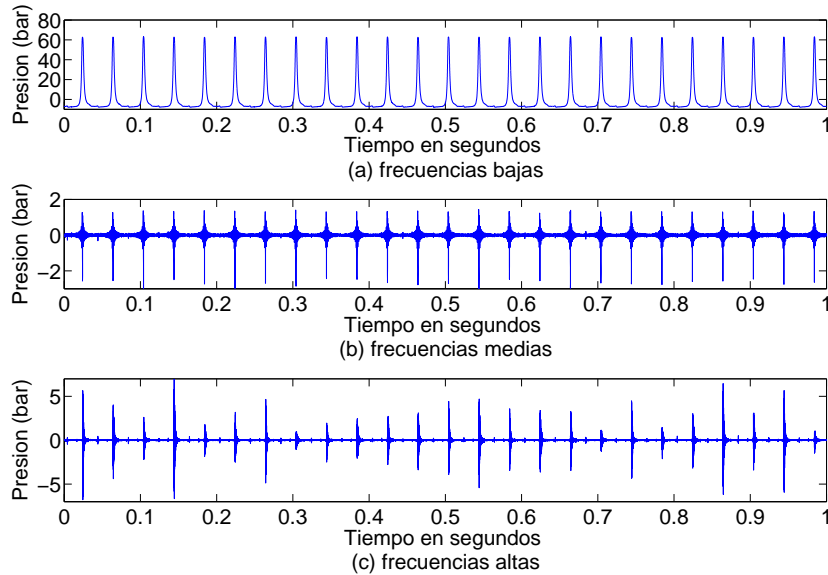 80
60
40
20
0
Presion (bar)
0 0.1 0.2 0.3 0.4 0.5 0.6 0.7 0.8 0.9 1
Tiempo en segundos
(a) frecuencias bajas
2
0
−2
Presion (bar)
0 0.1 0.2 0.3 0.4 0.5 0.6 0.7 0.8 0.9 1
Tiempo en segundos
(b) frecuencias medias
5
0
−5
Presion (bar)
0 0.1 0.2 0.3 0.4 0.5 0.6 0.7 0.8 0.9 1
Tiempo en segundos
(c) frecuencias altas